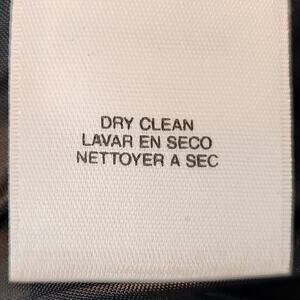 DRY CLEAN
LAVAR EN SECO
NETTOYER A SEC